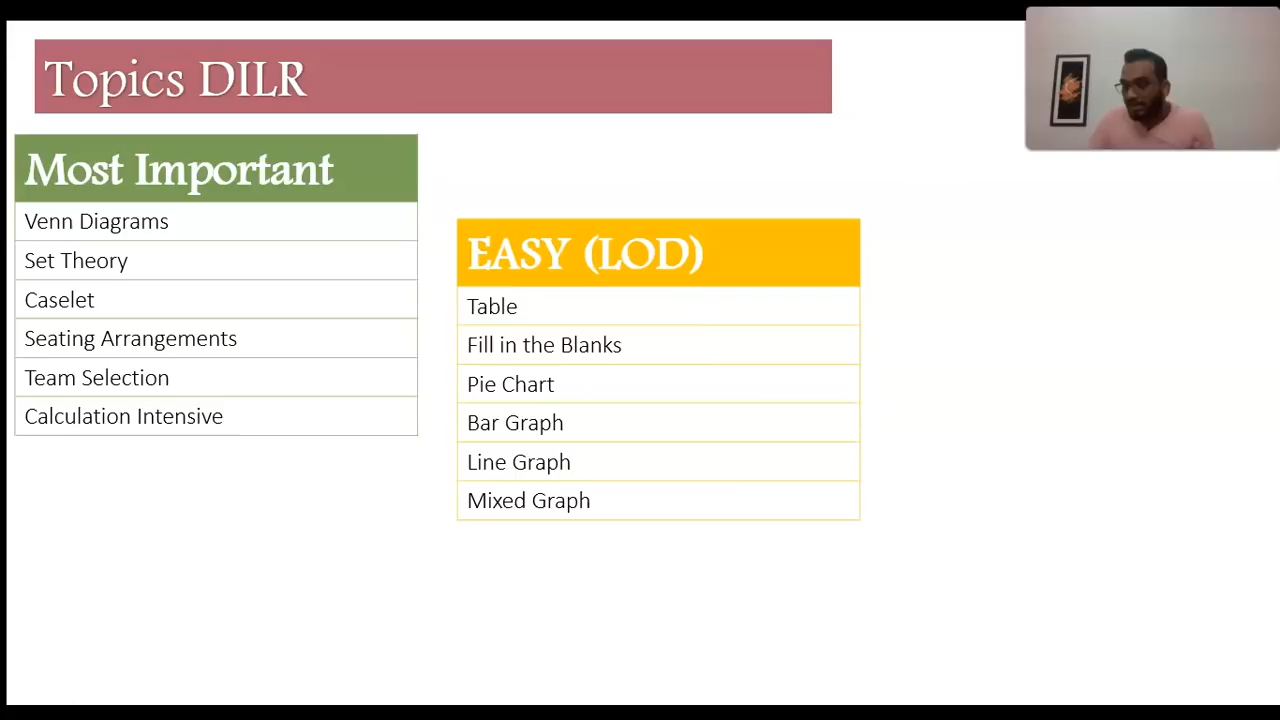 Topics DILR
Most Important
Venn Diagrams
Set Theory
Caselet
Seating Arrangements
Team Selection
Calculation Intensive
EASY (LOD)
Table
Fill in the Blanks
Pie Chart
Bar Graph
Line Graph
Mixed Graph